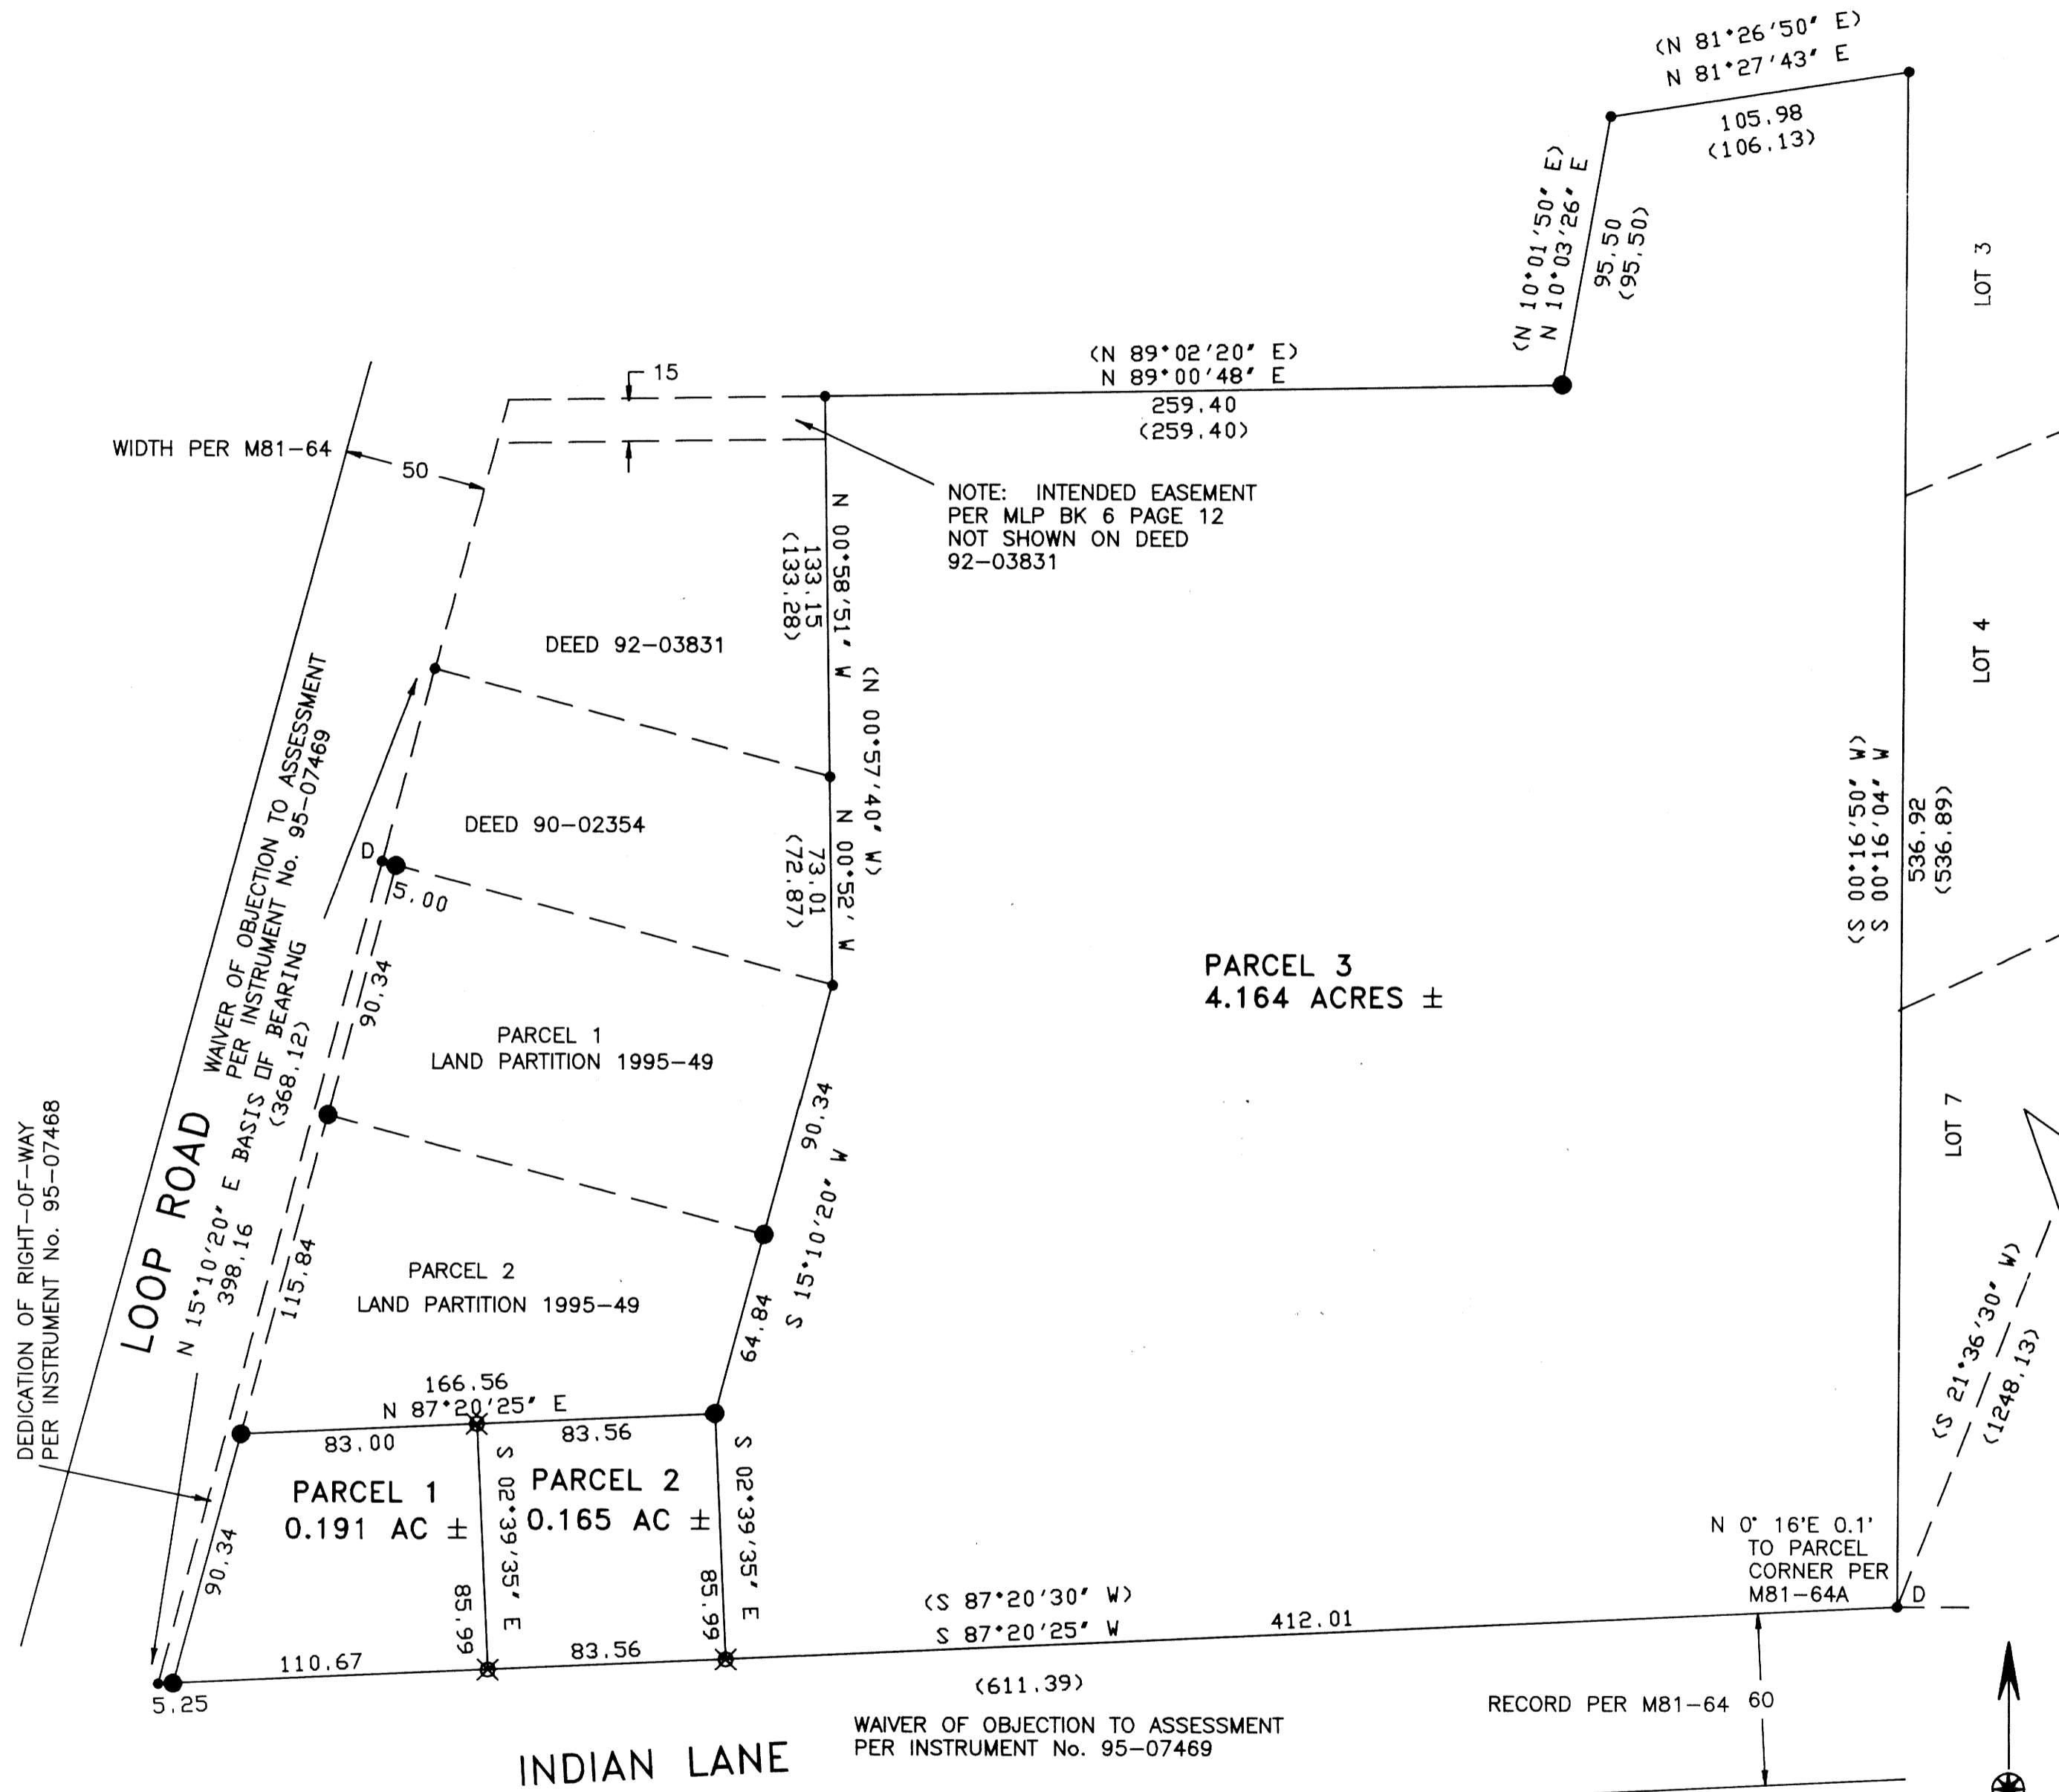 (N 81°26'50" E)
N 81°27'43" E
105.98
(106.13)
(N 10°01'50" E)
N 10°03'26" E
95.50
(95.50)
LOT 3
(N 89°02'20" E)
N 89°00'48" E
259.40
(259.40)
15
WIDTH PER M81-64
50
NOTE: INTENDED EASEMENT
PER MLP BK 6 PAGE 12
NOT SHOWN ON DEED
92-03831
N 00°58'51" W
133.15
(133.28)
DEED 92-03831
(N 00°57'40" W)
LOT 4
(S 00°16'50" W)
S 00°16'04" W
536.92
(536.89)
DEED 90-02354
N 00°52' W
73.01
(72.87)
D
5.00
90.34
WAIVER OF OBJECTION TO ASSESSMENT
PER INSTRUMENT No. 95-07469
N 15°10'20" E BASIS OF BEARING
398.16
(368.12)
LOOP ROAD
PARCEL 3
4.164 ACRES ±
PARCEL 1
LAND PARTITION 1995-49
90.34
S 15°10'20" W
LOT 7
DEDICATION OF RIGHT-OF-WAY
PER INSTRUMENT No. 95-07468
115.84
PARCEL 2
LAND PARTITION 1995-49
64.84
(S 21°36'30" W)
(1248.13)
166.56
N 87°20'25" E
83.00
83.56
PARCEL 1
0.191 AC ±
S 02°39'35" E
85.99
PARCEL 2
0.165 AC ±
S 02°39'35" E
85.99
90.34
N 0° 16'E 0.1'
TO PARCEL
CORNER PER
M81-64A
D
(S 87°20'30" W)
S 87°20'25" W
412.01
110.67
83.56
5.25
(611.39)
RECORD PER M81-64
60
WAIVER OF OBJECTION TO ASSESSMENT
PER INSTRUMENT No. 95-07469
INDIAN LANE